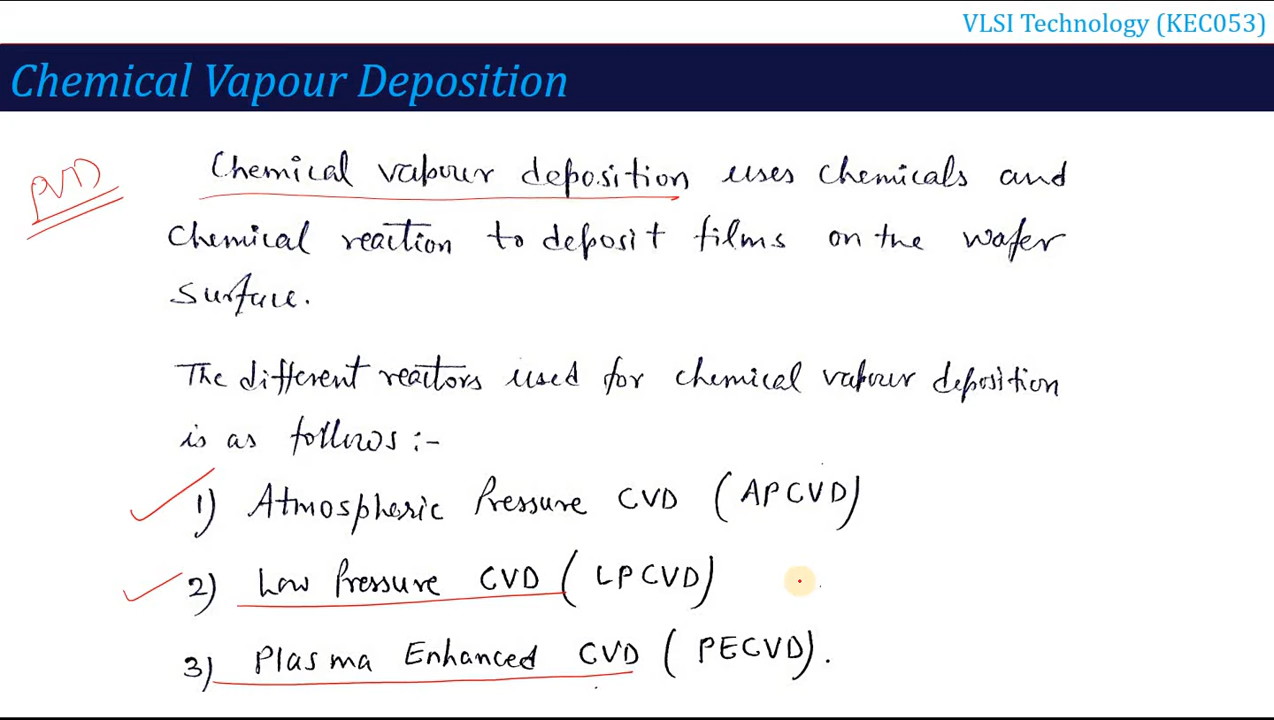 VLSI Technology (KEC053)
Chemical Vapour Deposition
PVD
Chemical vapour deposition uses chemicals and
chemical reaction to deposit films on the wafer
surface.
The different reactors used for chemical vapour deposition
is as follows :-
1) Atmospheric Pressure CVD (APCVD)
2) Low Pressure CVD (LPCVD)
3) Plasma Enhanced CVD (PECVD).